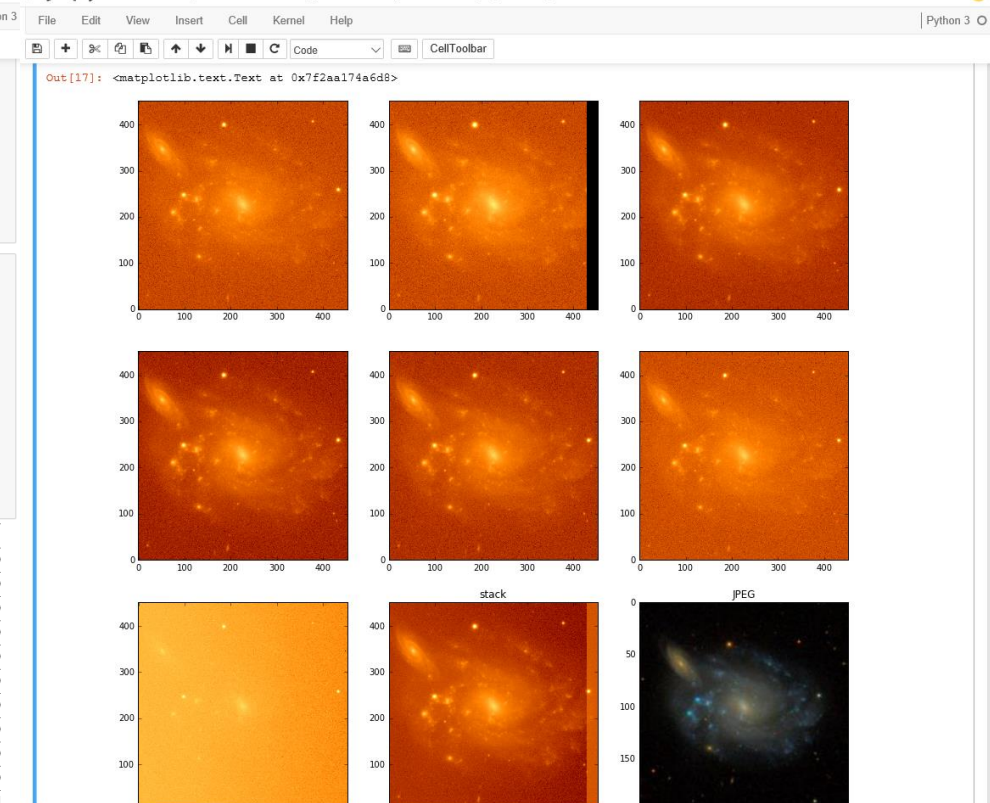 n 3 File Edit View Insert Cell Kernel Help Python 3
Code CellToolbar
Out[17]: <matplotlib.text.Text at 0x7f2aa174a6d8>
400 400 400
300 300 300
200 200 200
100 100 100
0 0 0
0 100 200 300 400 0 100 200 300 400 0 100 200 300 400
400 400 400
300 300 300
200 200 200
100 100 100
0 0 0
0 100 200 300 400 0 100 200 300 400 0 100 200 300 400
stack JPEG
0
400 400
50
300 300
100
200 200
150
100 100